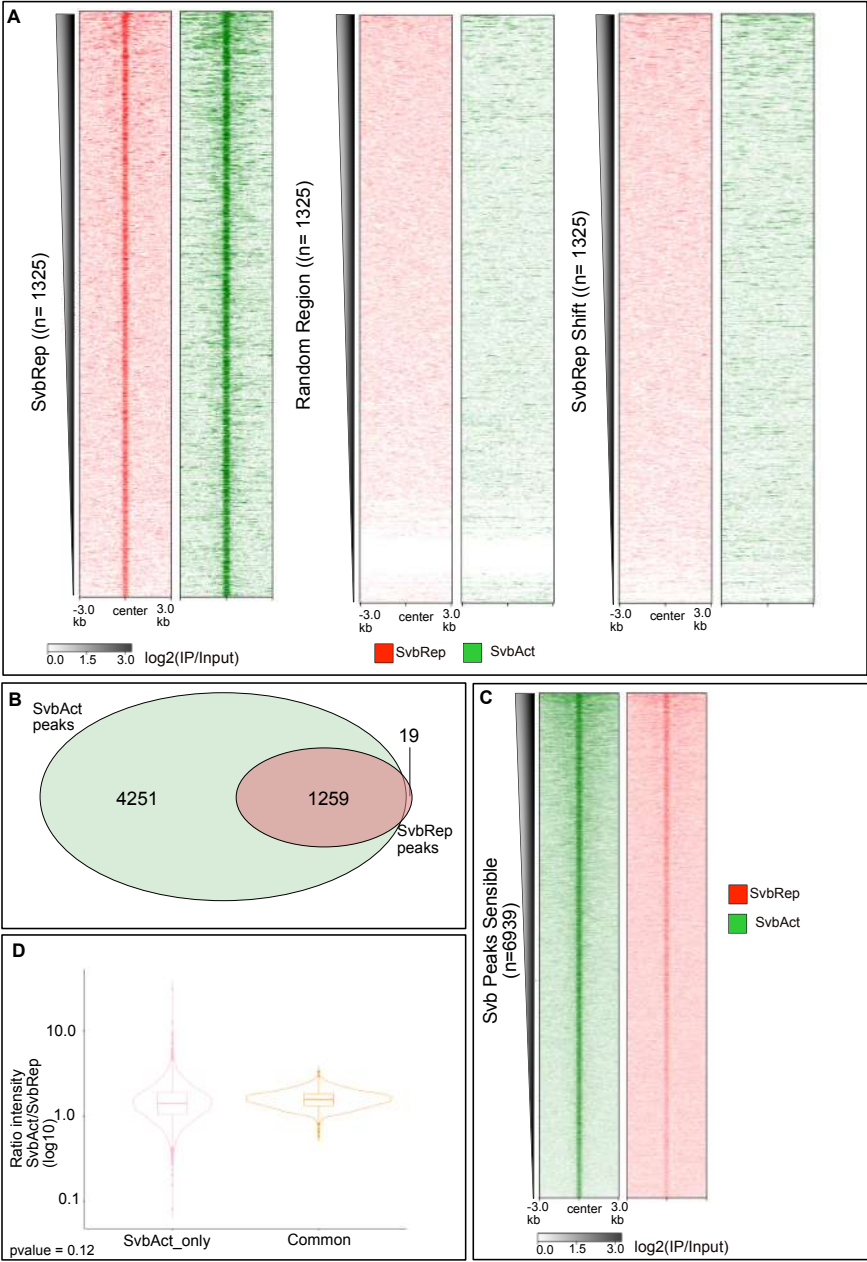 A
SvbRep ((n= 1325)
Random Region ((n= 1325)
SvbRep Shift ((n= 1325)
-3.0
kb
center
3.0
kb
-3.0
kb
center
3.0
kb
-3.0
kb
center
3.0
kb
0.0 1.5 3.0
log2(IP/Input)
SvbRep
SvbAct
B
SvbAct
peaks
19
4251
1259
SvbRep
peaks
C
Svb Peaks Sensible
(n=6939)
SvbRep
SvbAct
-3.0
kb
center
3.0
kb
0.0 1.5 3.0
log2(IP/Input)
D
Ratio intensity
SvbAct/SvbRep
(log10)
10.0
1.0
0.1
SvbAct_only
Common
pvalue = 0.12